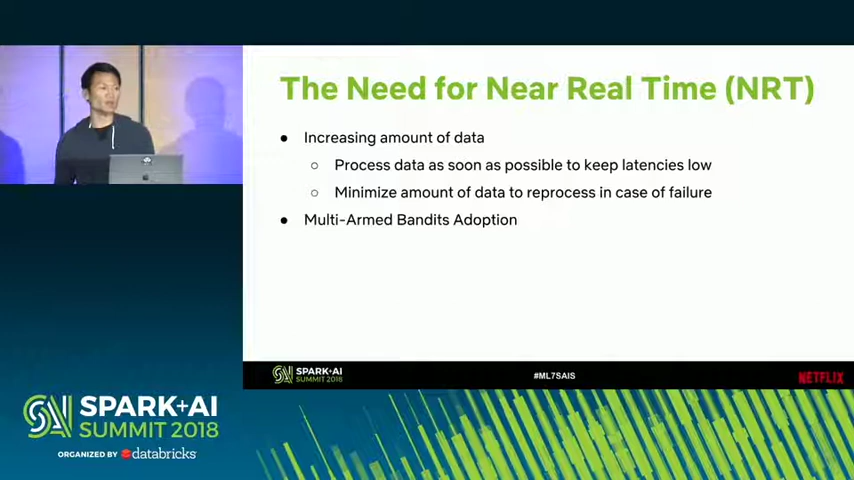 The Need for Near Real Time (NRT)
● Increasing amount of data
○ Process data as soon as possible to keep latencies low
○ Minimize amount of data to reprocess in case of failure
● Multi-Armed Bandits Adoption
SPARK+AI
SUMMIT 2018
#ML7SAIS
NETFLIX
SPARK+AI
SUMMIT 2018
ORGANIZED BY databricks